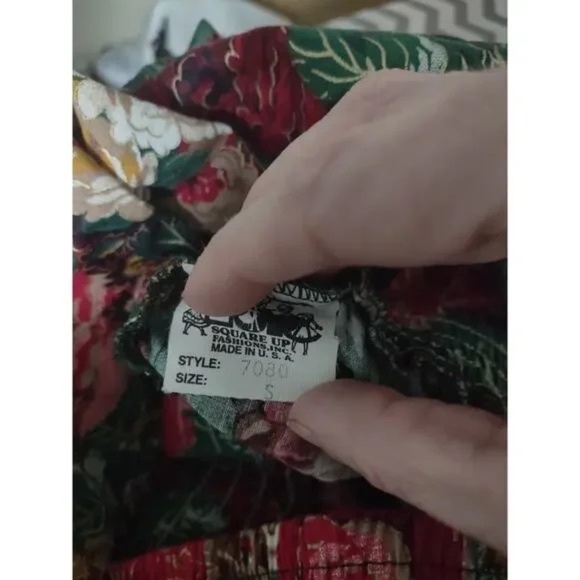 SQUARE UP
FASHIONS, INC.
MADE IN U. S. A.
STYLE: 7080
SIZE: S